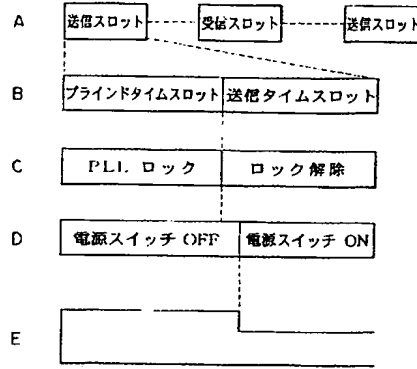 A 送信スロット 受信スロット 送信スロット
B ブラインドタイムスロット 送信タイムスロット
C PLL ロック ロック解除
D 電源スイッチ OFF 電源スイッチ ON
E